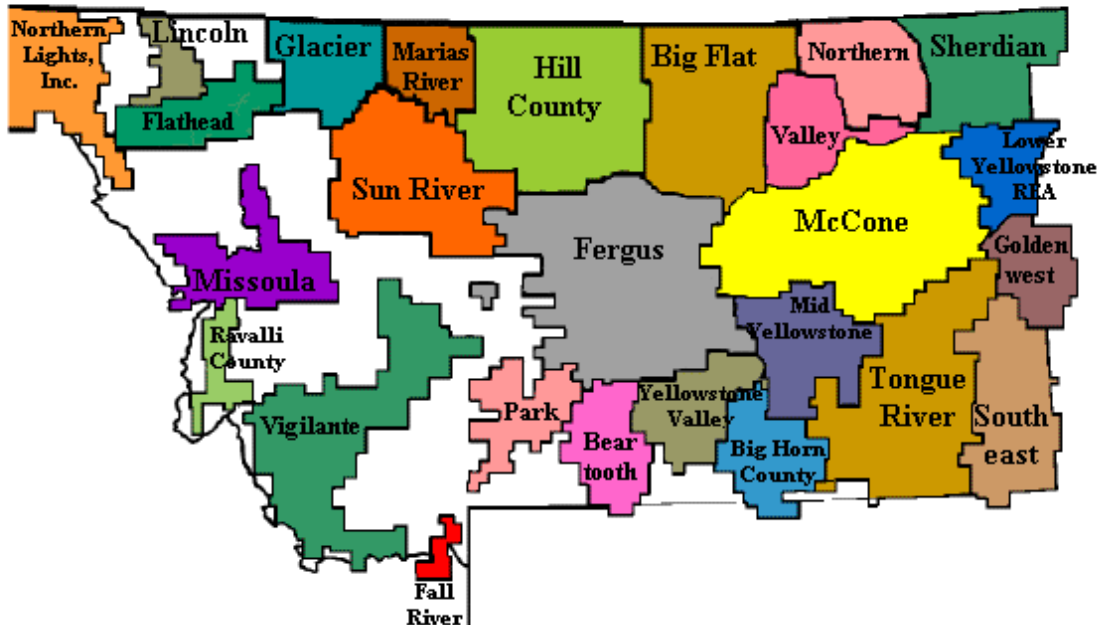 Northern
Lights,
Inc.
Lincoln
Glacier
Marias
River
Hill
County
Big Flat
Northern
Sherdian
Flathead
Valley
Lower
Yellowstone
REA
Sun River
McCone
Fergus
Golden
west
Missoula
Mid
Yellowstone
Ravalli
County
Tongue
River
Yellowstone
Valley
Park
Vigilante
South
east
Bear
tooth
Big Horn
County
Fall
River